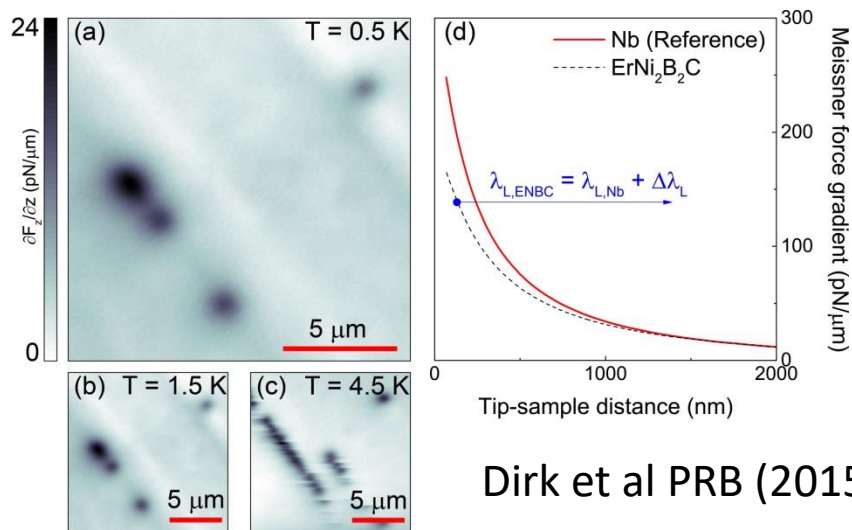 24
∂Fz/∂z (pN/μm)
0
(a) T = 0.5 K
5 μm
(b) T = 1.5 K
5 μm
(c) T = 4.5 K
5 μm
(d)
Nb (Reference)
ErNi₂B₂C
λL,ENBC = λL,Nb + ΔλL
300
200
100
0
Meissner force gradient (pN/μm)
0 1000 2000
Tip-sample distance (nm)
Dirk et al PRB (2015